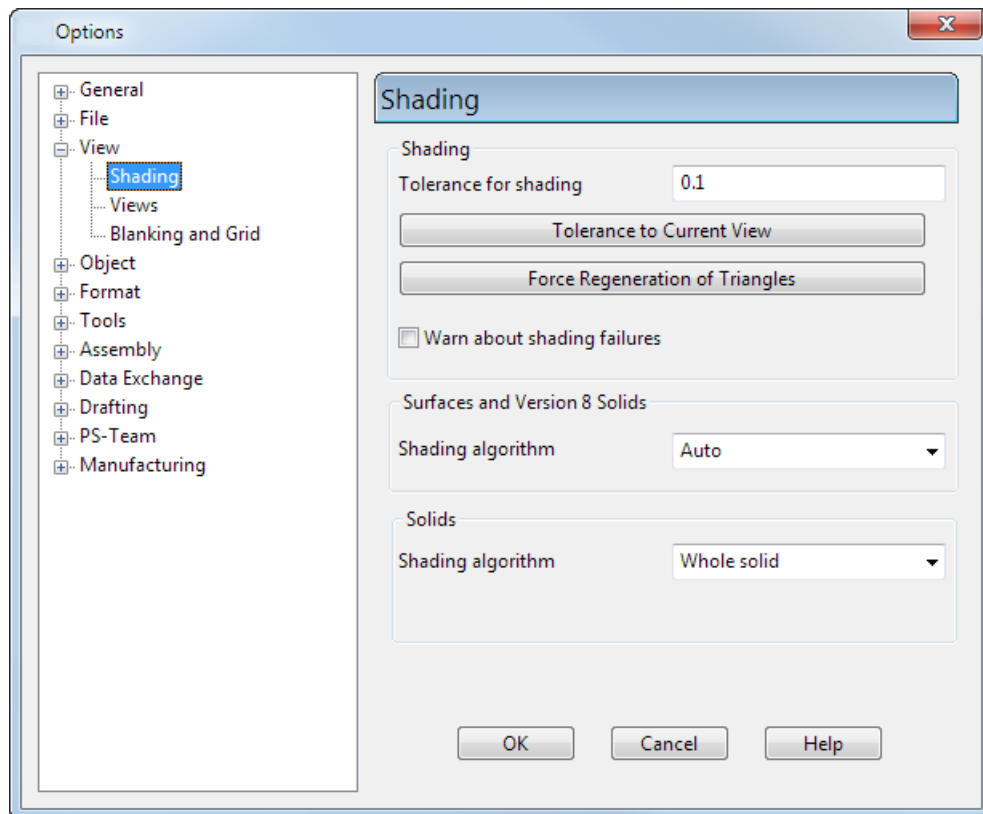 Options
General
File
View
Shading
Views
Blanking and Grid
Object
Format
Tools
Assembly
Data Exchange
Drafting
PS-Team
Manufacturing
Shading
Shading
Tolerance for shading 0.1
Tolerance to Current View
Force Regeneration of Triangles
Warn about shading failures
Surfaces and Version 8 Solids
Shading algorithm Auto
Solids
Shading algorithm Whole solid
OK Cancel Help